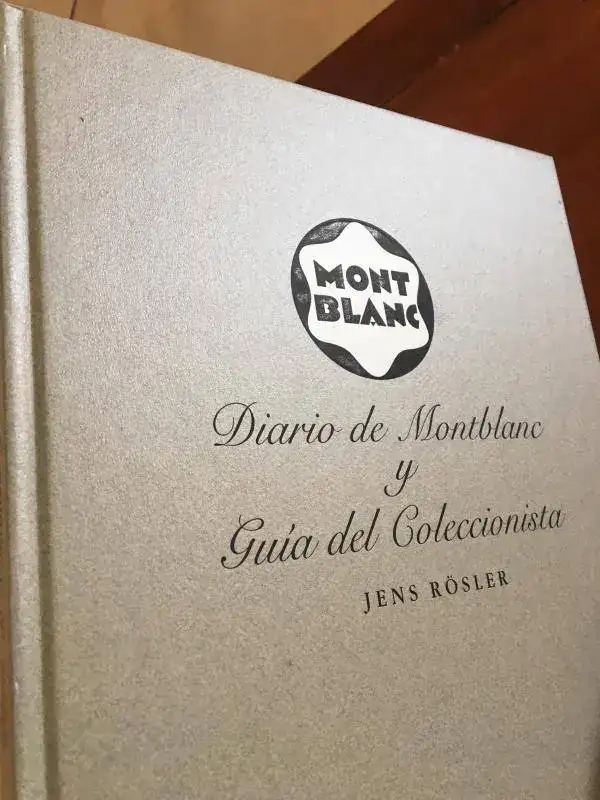 MONT
BLANC
Diario de Montblanc
y
Guía del Coleccionista
JENS RÖSLER